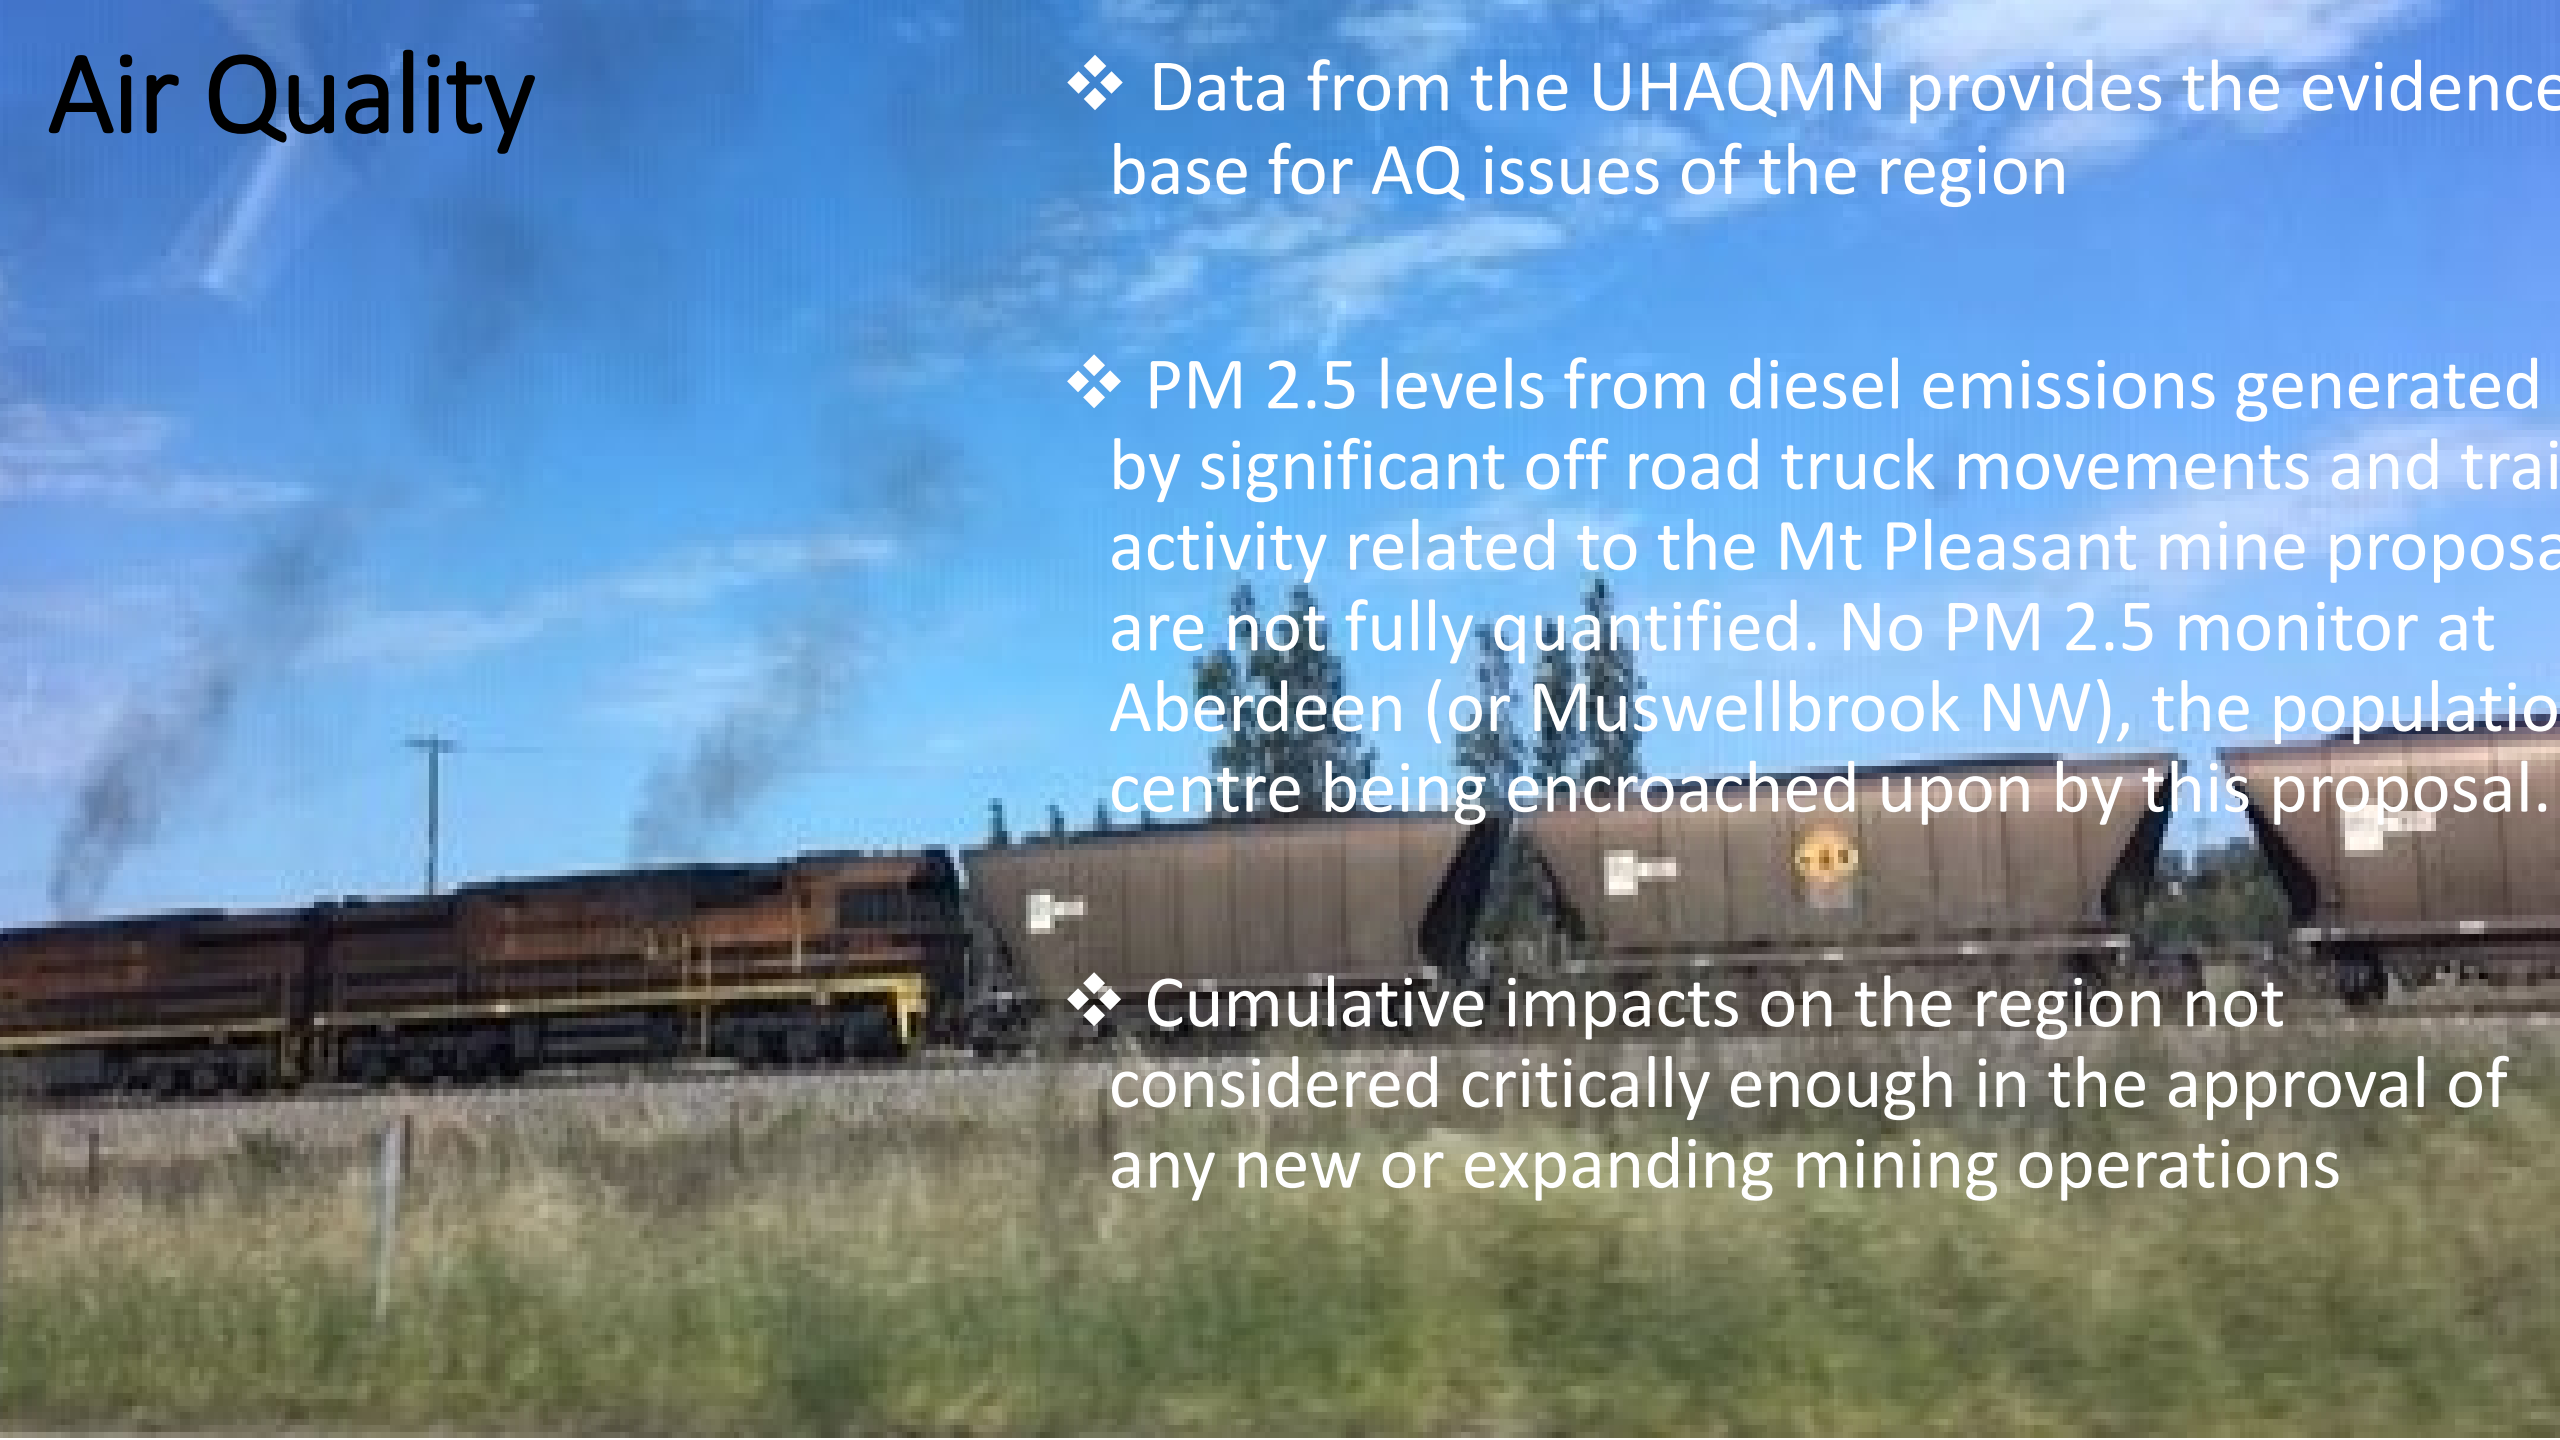 Air Quality
❖ Data from the UHAQMN provides the evidence
base for AQ issues of the region
❖ PM 2.5 levels from diesel emissions generated
by significant off road truck movements and trai
activity related to the Mt Pleasant mine proposa
are not fully quantified. No PM 2.5 monitor at
Aberdeen (or Muswellbrook NW), the populatio
centre being encroached upon by this proposal.
❖ Cumulative impacts on the region not
considered critically enough in the approval of
any new or expanding mining operations